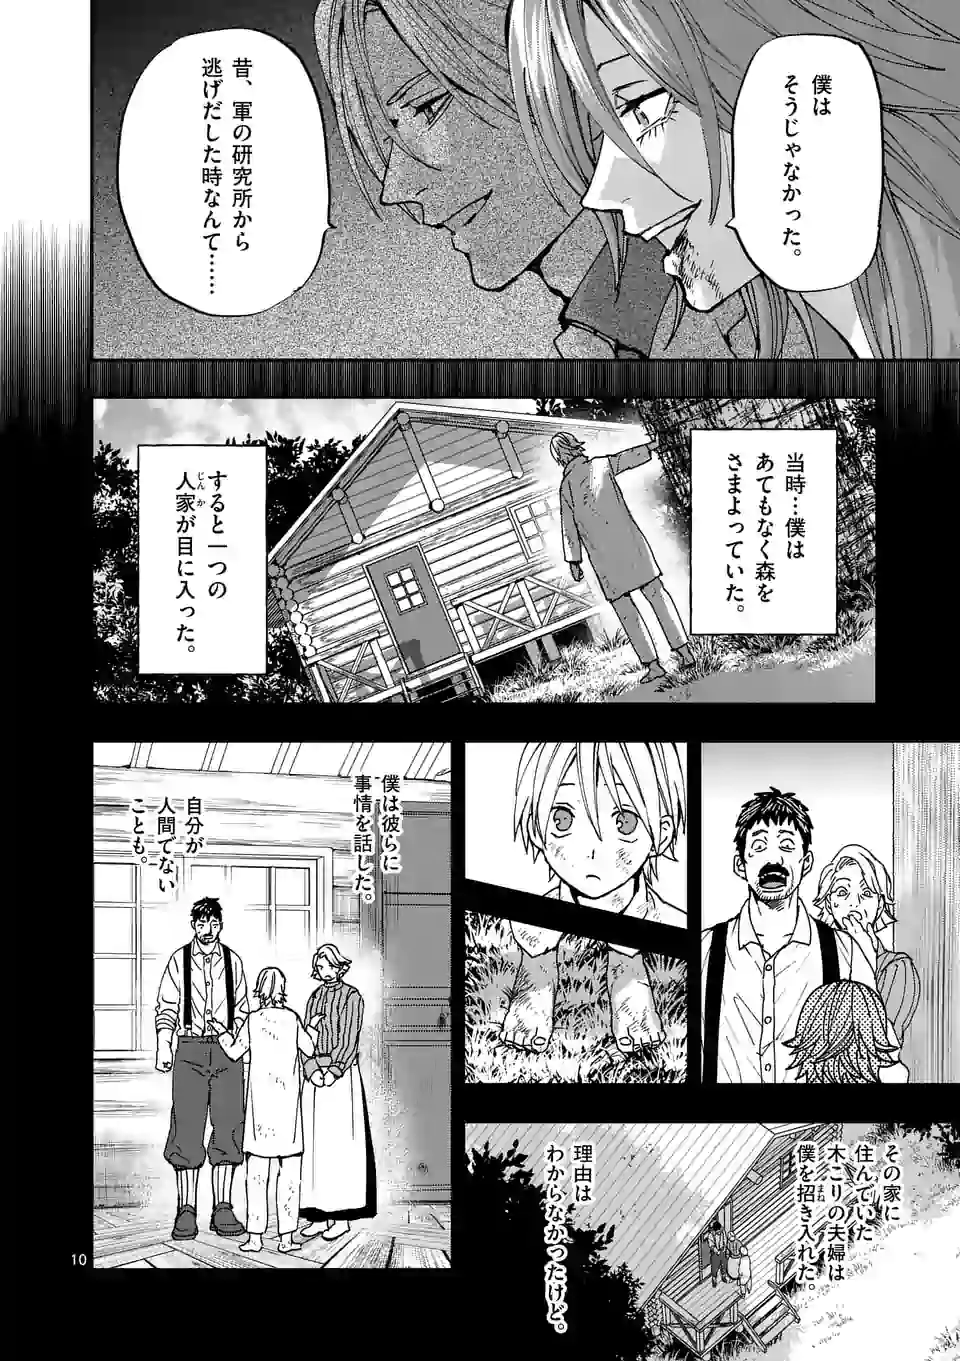 僕は
そうじゃなかった。
昔、軍の研究所から
逃げだした時なんて……
当時…僕は
あてもなく森を
さまよっていた。
すると一つの
人家が目に入った。
じんか
その家に
住んでいた
木こりの夫婦は
僕を招き入れた。
まね
理由は
わからなかったけど。
僕は彼らに
事情を話した。
自分が
人間でない
ことも。
10